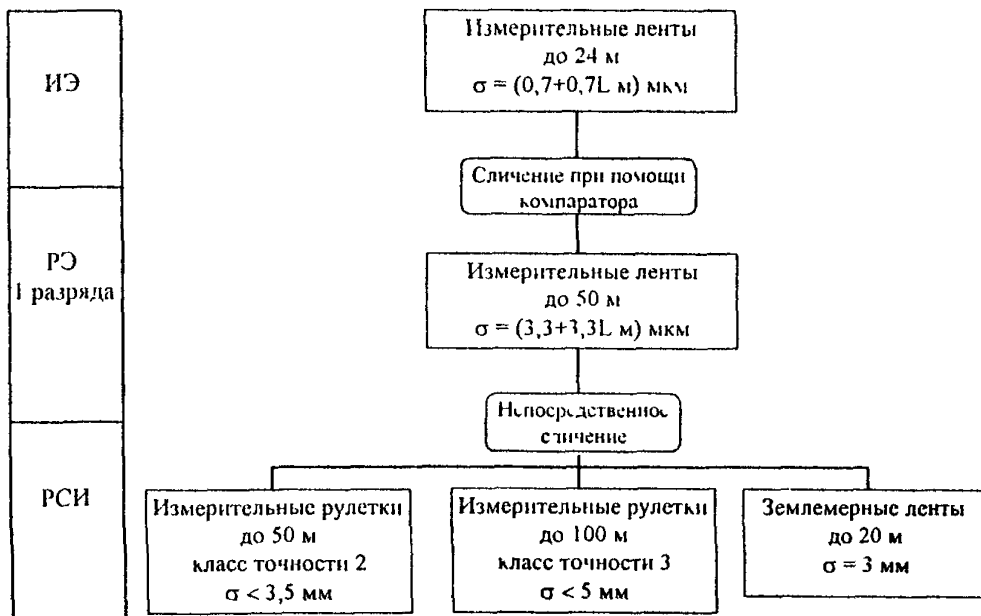 ИЭ
Измерительные ленты
до 24 м
σ = (0,7+0,7L м) мкм
Сличение при помощи
компаратора
РЭ
1 разряда
Измерительные ленты
до 50 м
σ = (3,3+3,3L м) мкм
Непосредственное
сличение
РСИ
Измерительные рулетки
до 50 м
класс точности 2
σ < 3,5 мм
Измерительные рулетки
до 100 м
класс точности 3
σ < 5 мм
Землемерные ленты
до 20 м
σ = 3 мм